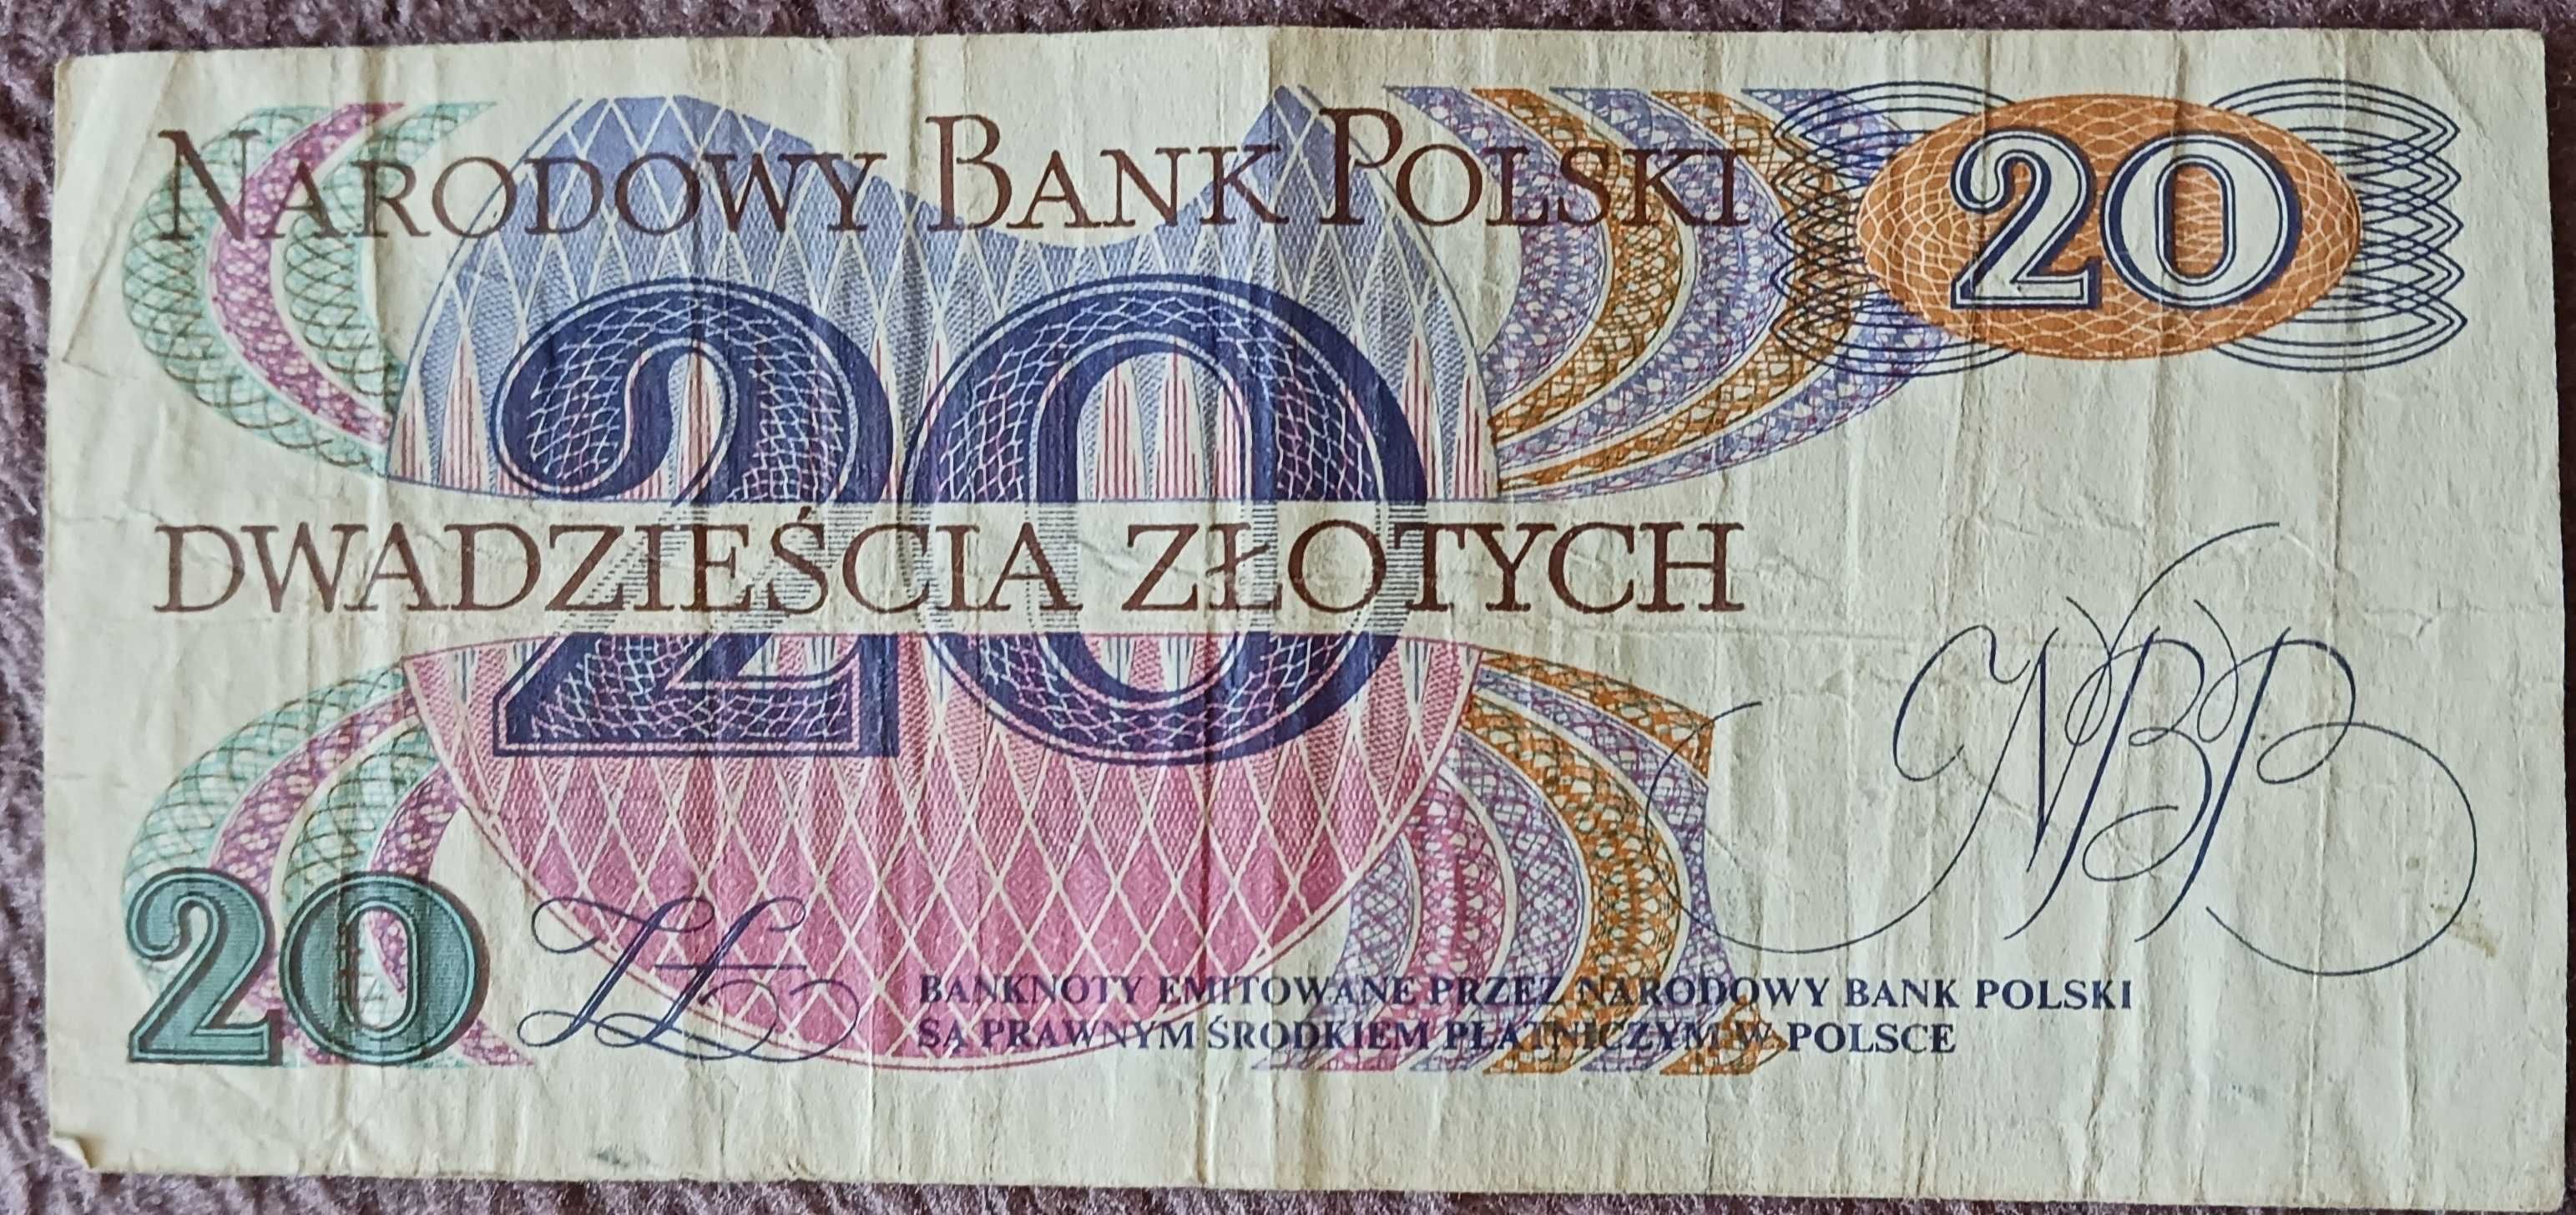 NARODOWY BANK POLSKI
20
20
DWADZIEŚCIA ZŁOTYCH
NBP
20
zł
BANKNOTY EMITOWANE PRZEZ NARODOWY BANK POLSKI
SĄ PRAWNYM ŚRODKIEM PŁATNICZYM W POLSCE